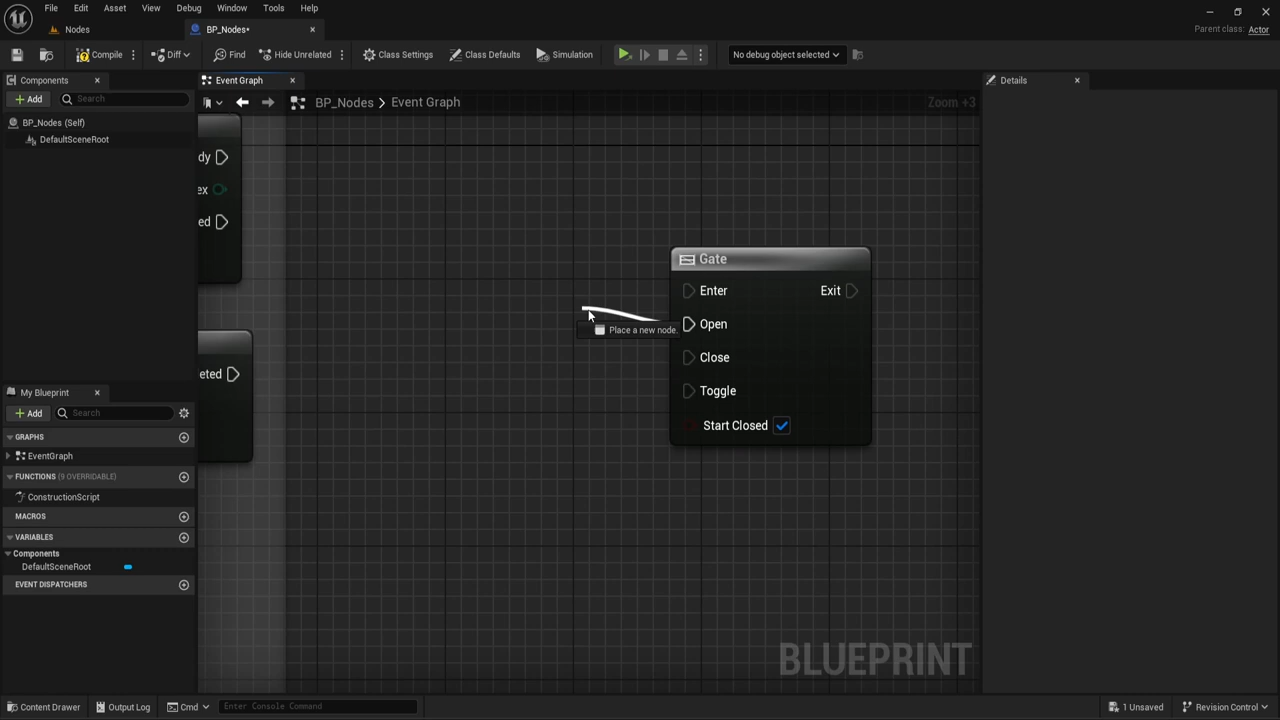 File Edit Asset View Debug Window Tools Help
Nodes
BP_Nodes*
Parent class: Actor
Compile
Diff
Find
Hide Unrelated
Class Settings
Class Defaults
Simulation
No debug object selected
Components
Add
Search
BP_Nodes (Self)
DefaultSceneRoot
Event Graph
BP_Nodes > Event Graph
Zoom +3
dy
ex
ed
eted
Gate
Enter
Exit
Open
Close
Toggle
Start Closed
Place a new node.
BLUEPRINT
Details
My Blueprint
Add
Search
GRAPHS
EventGraph
FUNCTIONS (9 OVERRIDABLE)
ConstructionScript
MACROS
VARIABLES
Components
DefaultSceneRoot
EVENT DISPATCHERS
Content Drawer
Output Log
Cmd
Enter Console Command
1 Unsaved
Revision Control